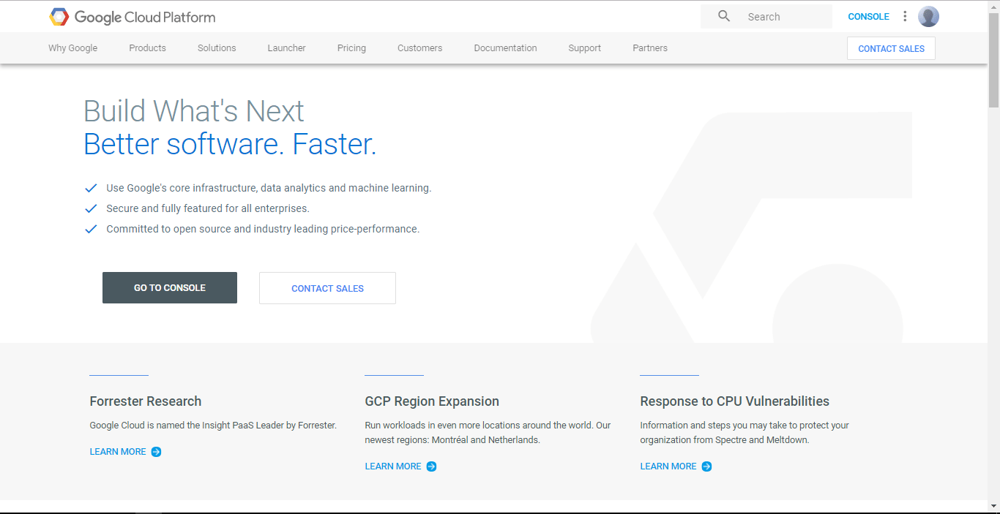 Google Cloud Platform
Search
CONSOLE
Why Google
Products
Solutions
Launcher
Pricing
Customers
Documentation
Support
Partners
CONTACT SALES
Build What's Next
Better software. Faster.
Use Google's core infrastructure, data analytics and machine learning.
Secure and fully featured for all enterprises.
Committed to open source and industry leading price-performance.
GO TO CONSOLE
CONTACT SALES
Forrester Research
Google Cloud is named the Insight PaaS Leader by Forrester.
LEARN MORE
GCP Region Expansion
Run workloads in even more locations around the world. Our
newest regions: Montréal and Netherlands.
LEARN MORE
Response to CPU Vulnerabilities
Information and steps you may take to protect your
organization from Spectre and Meltdown.
LEARN MORE